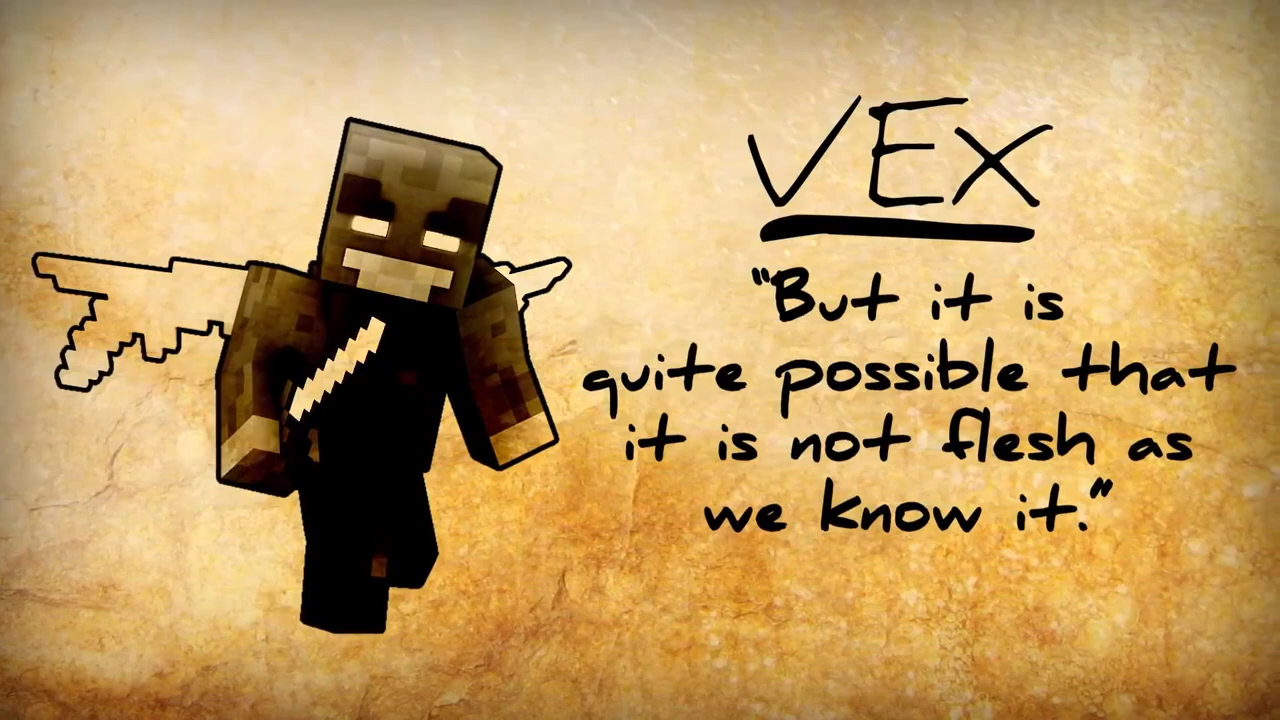 VEX
"But it is
quite possible that
it is not flesh as
we know it."